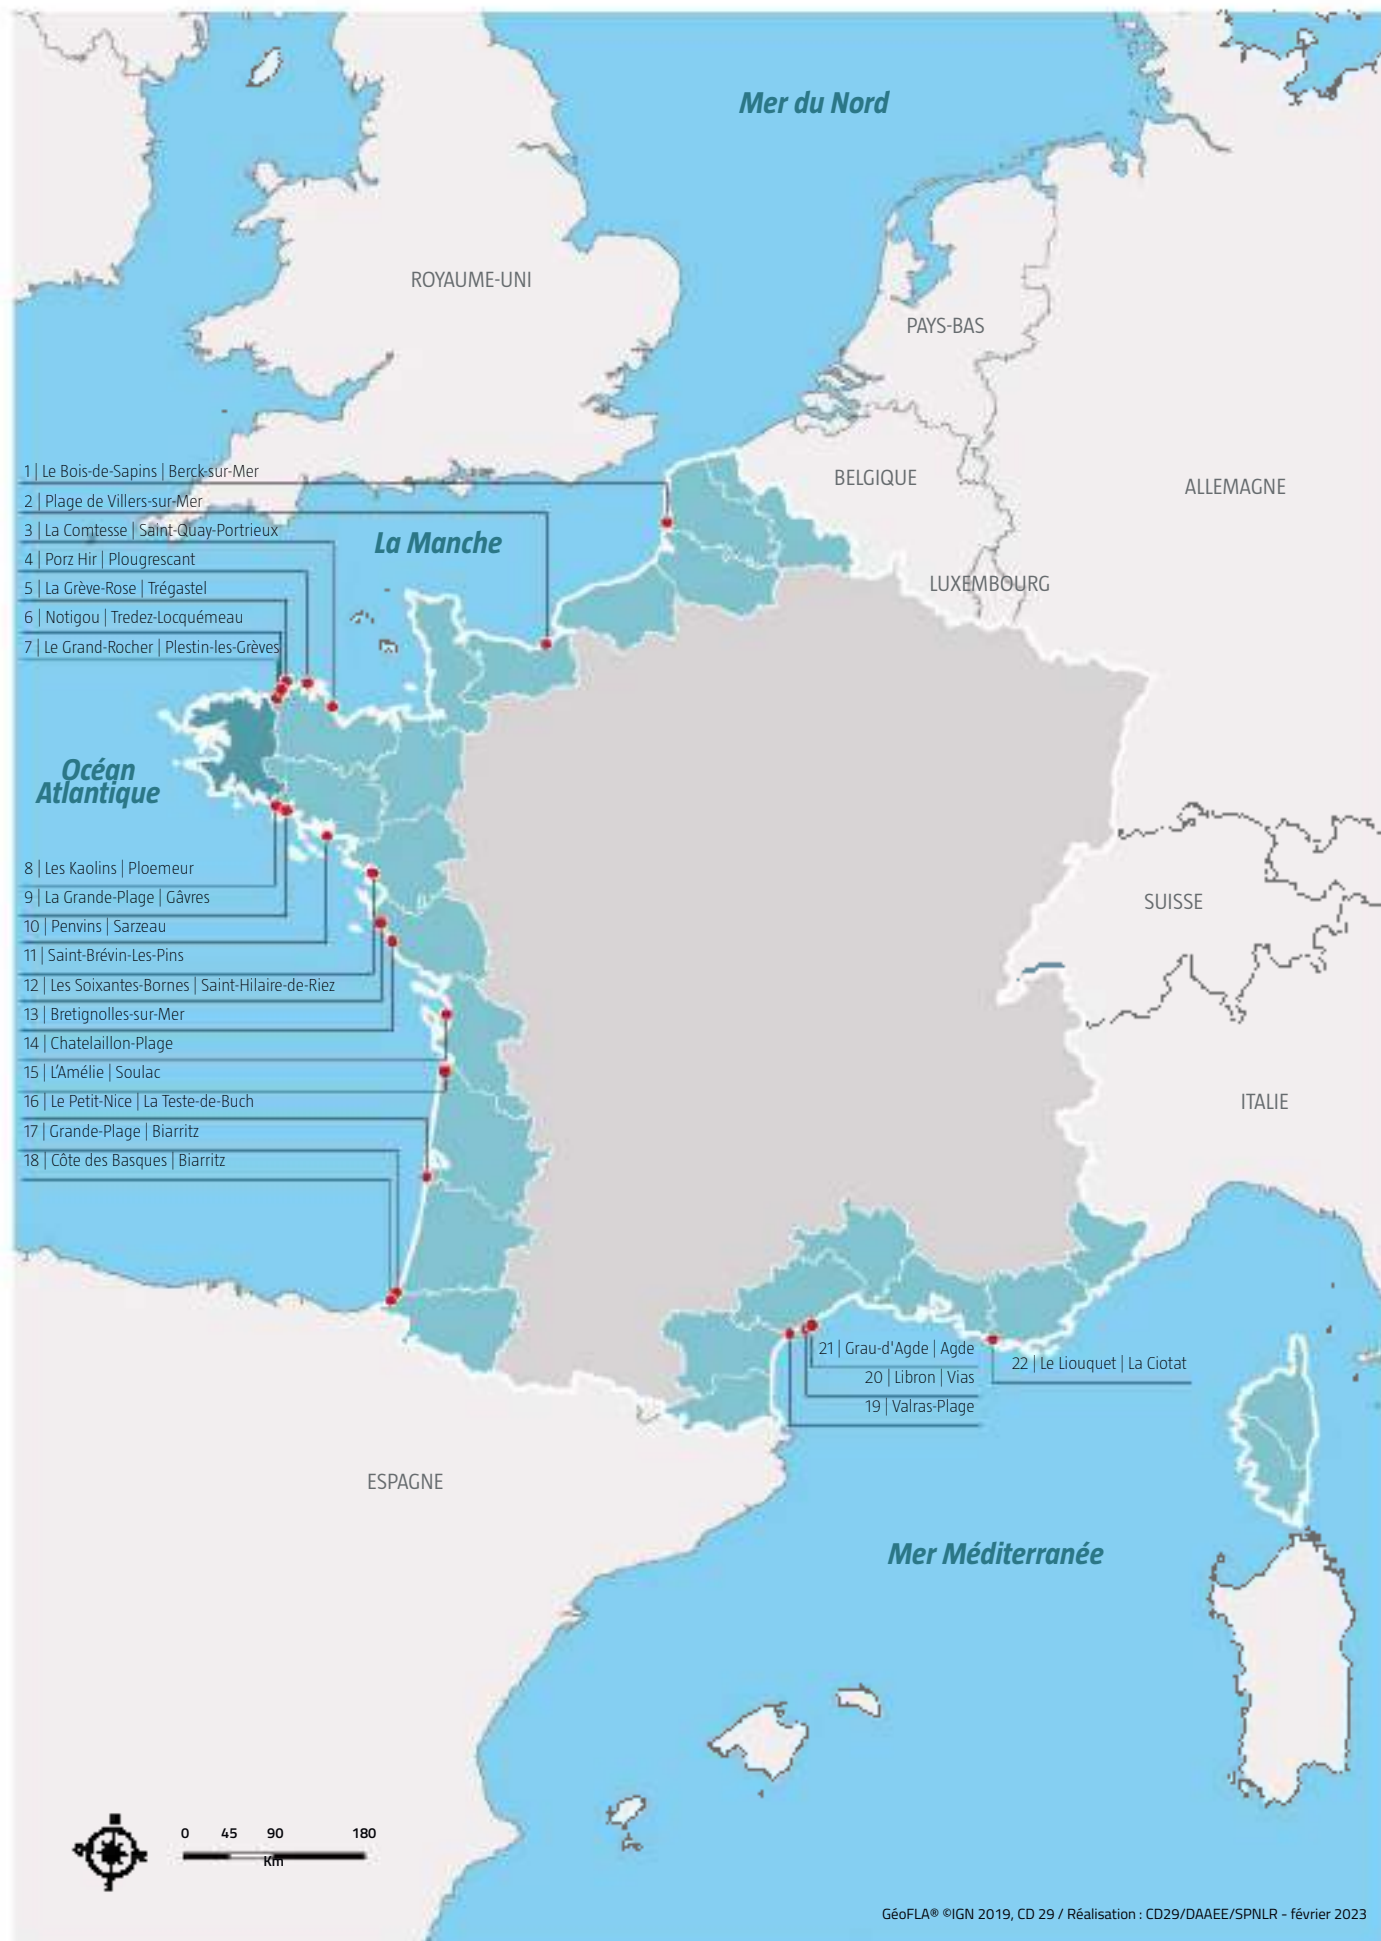 Mer du Nord
ROYAUME-UNI
PAYS-BAS
1 | Le Bois-de-Sapins | Berck-sur-Mer
BELGIQUE
ALLEMAGNE
2 | Plage de Villers-sur-Mer
3 | La Comtesse | Saint-Quay-Portrieux
La Manche
4 | Porz Hir | Plougrescant
5 | La Grève-Rose | Trégastel
LUXEMBOURG
6 | Notigou | Tredez-Locquémeau
7 | Le Grand-Rocher | Plestin-les-Grèves
Océan
Atlantique
8 | Les Kaolins | Ploemeur
9 | La Grande-Plage | Gâvres
SUISSE
10 | Penvins | Sarzeau
11 | Saint-Brévin-Les-Pins
12 | Les Soixantes-Bornes | Saint-Hilaire-de-Riez
13 | Bretignolles-sur-Mer
14 | Chatelaillon-Plage
15 | L'Amélie | Soulac
16 | Le Petit-Nice | La Teste-de-Buch
ITALIE
17 | Grande-Plage | Biarritz
18 | Côte des Basques | Biarritz
21 | Grau-d'Agde | Agde
22 | Le Liouquet | La Ciotat
20 | Libron | Vias
19 | Valras-Plage
ESPAGNE
Mer Méditerranée
0 45 90 180
Km
GéoFLA® ©IGN 2019, CD 29 / Réalisation : CD29/DAAEE/SPNLR - février 2023